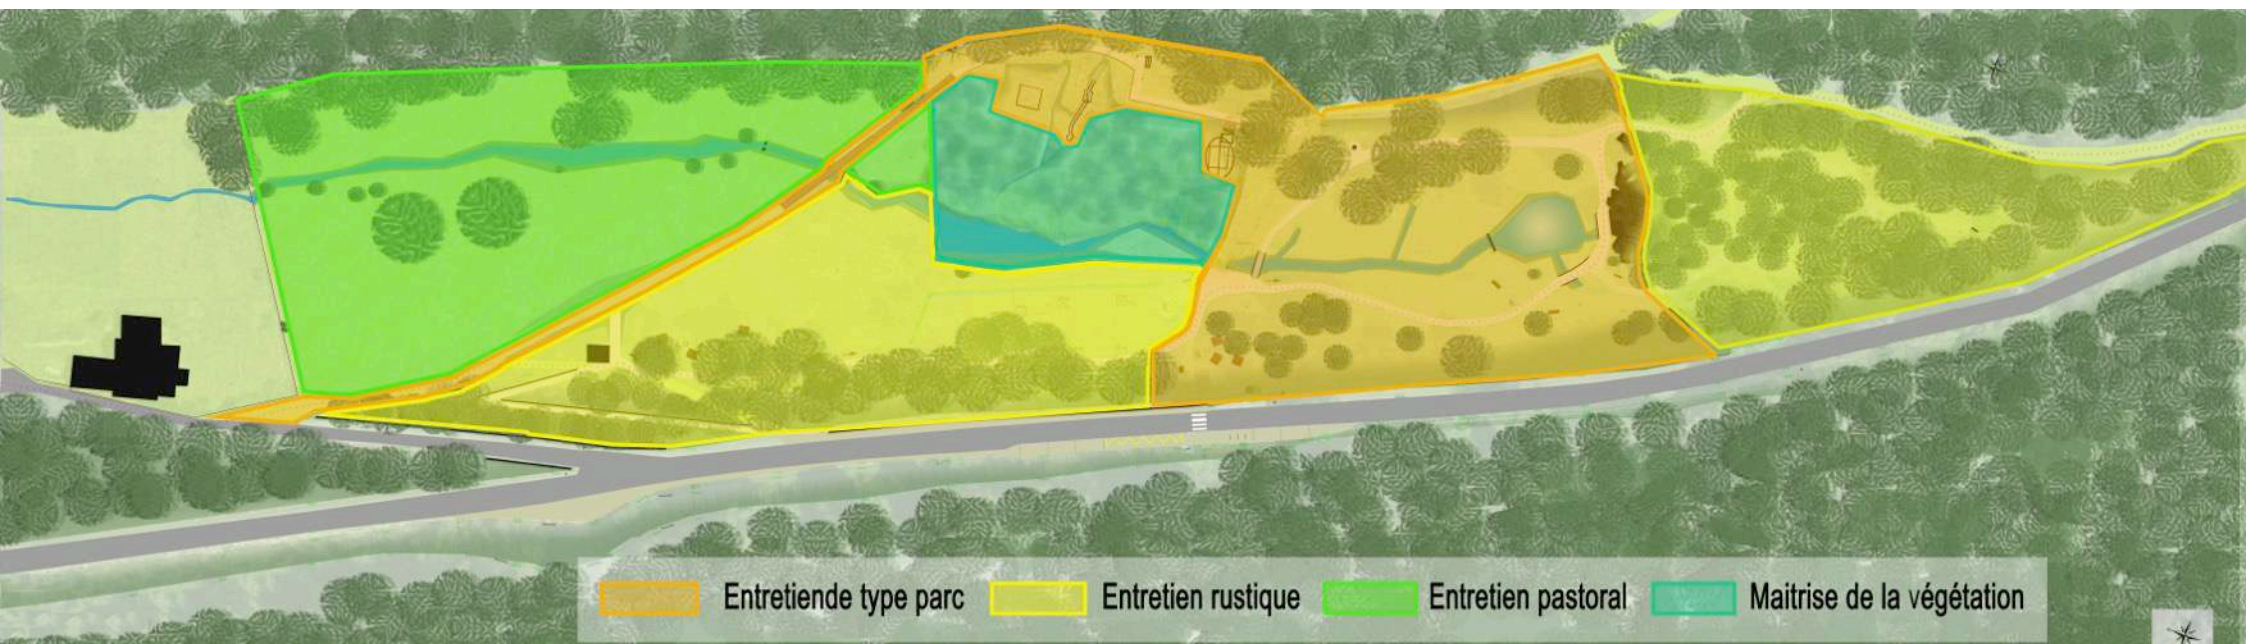 Entretiende type parc
Entretien rustique
Entretien pastoral
Maitrise de la végétation